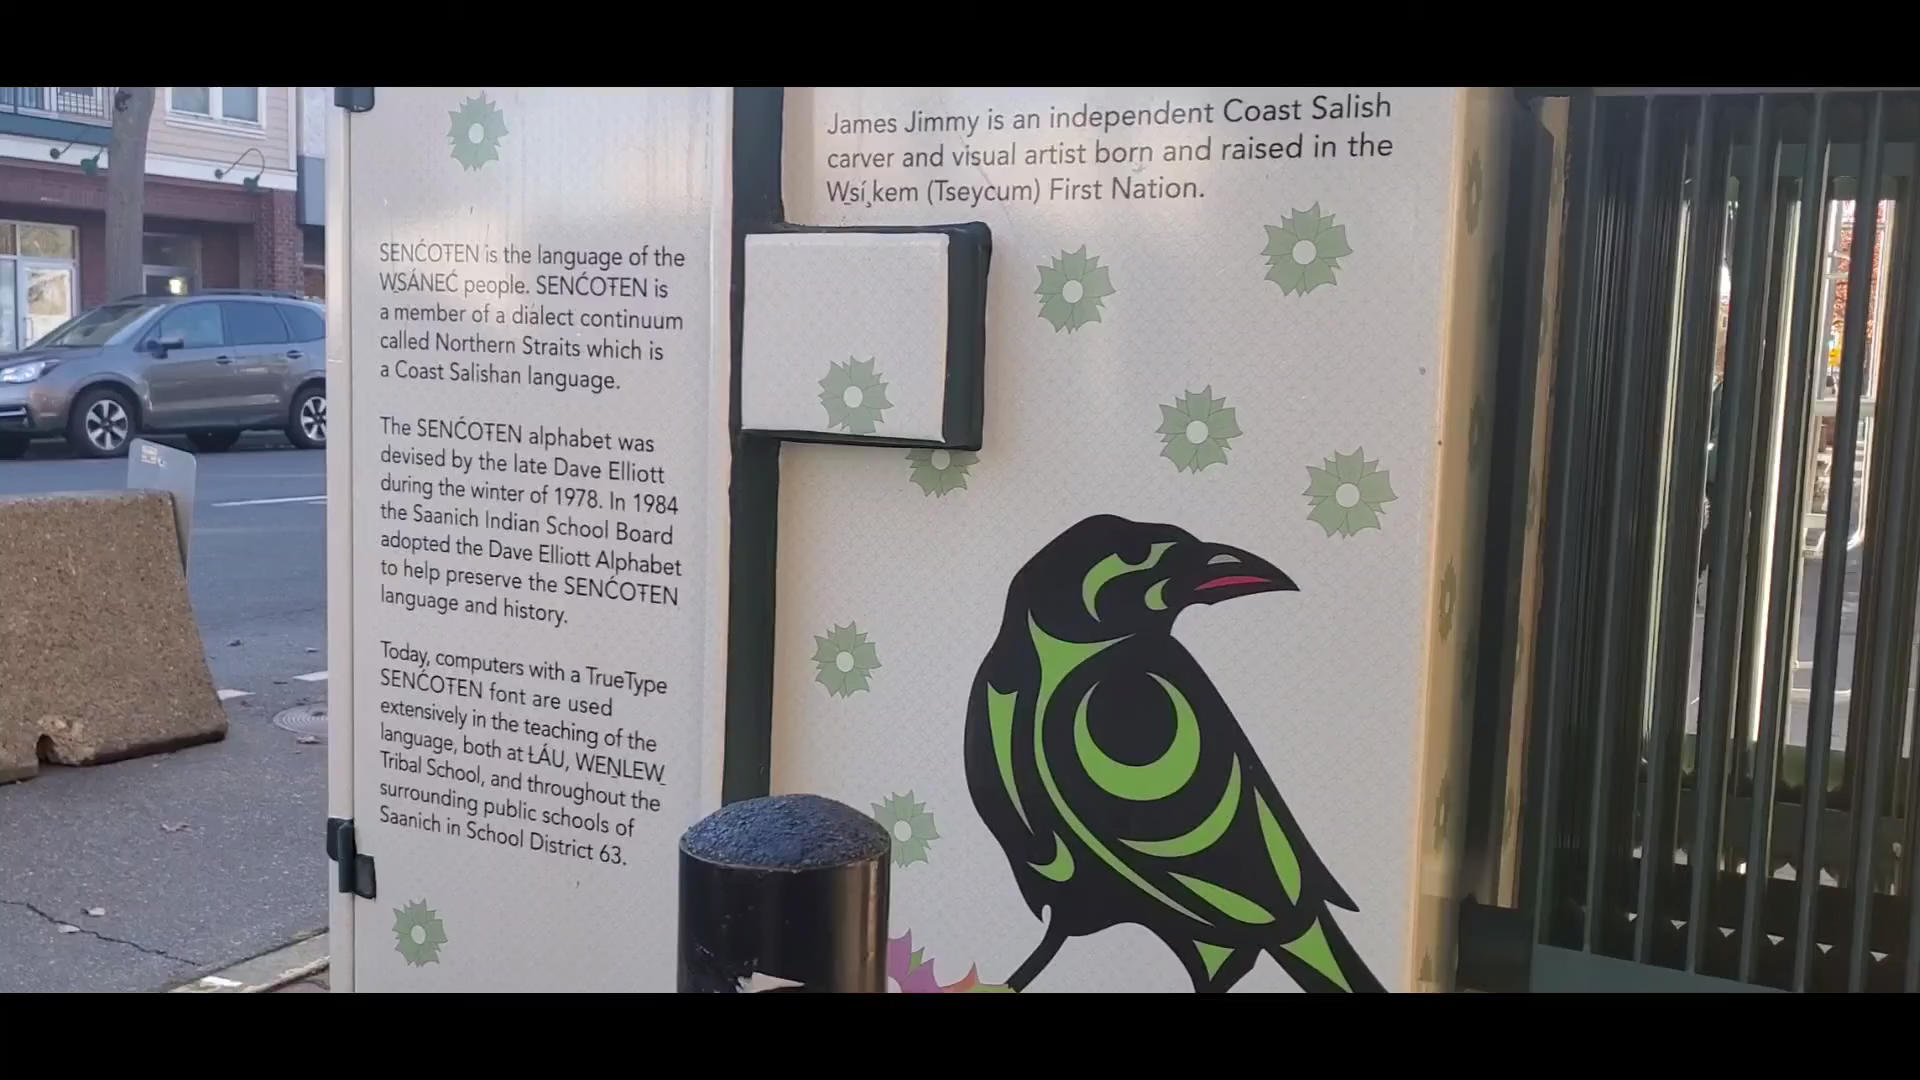 SENĆOŦEN is the language of the
W̱SÁNEĆ people. SENĆOŦEN is
a member of a dialect continuum
called Northern Straits which is
a Coast Salishan language.
The SENĆOŦEN alphabet was
devised by the late Dave Elliott
during the winter of 1978. In 1984
the Saanich Indian School Board
adopted the Dave Elliott Alphabet
to help preserve the SENĆOŦEN
language and history.
Today, computers with a TrueType
SENĆOŦEN font are used
extensively in the teaching of the
language, both at ȽÁU, WEṈLEW̱
Tribal School, and throughout the
surrounding public schools of
Saanich in School District 63.
James Jimmy is an independent Coast Salish
carver and visual artist born and raised in the
W̱sí¸kem (Tseycum) First Nation.